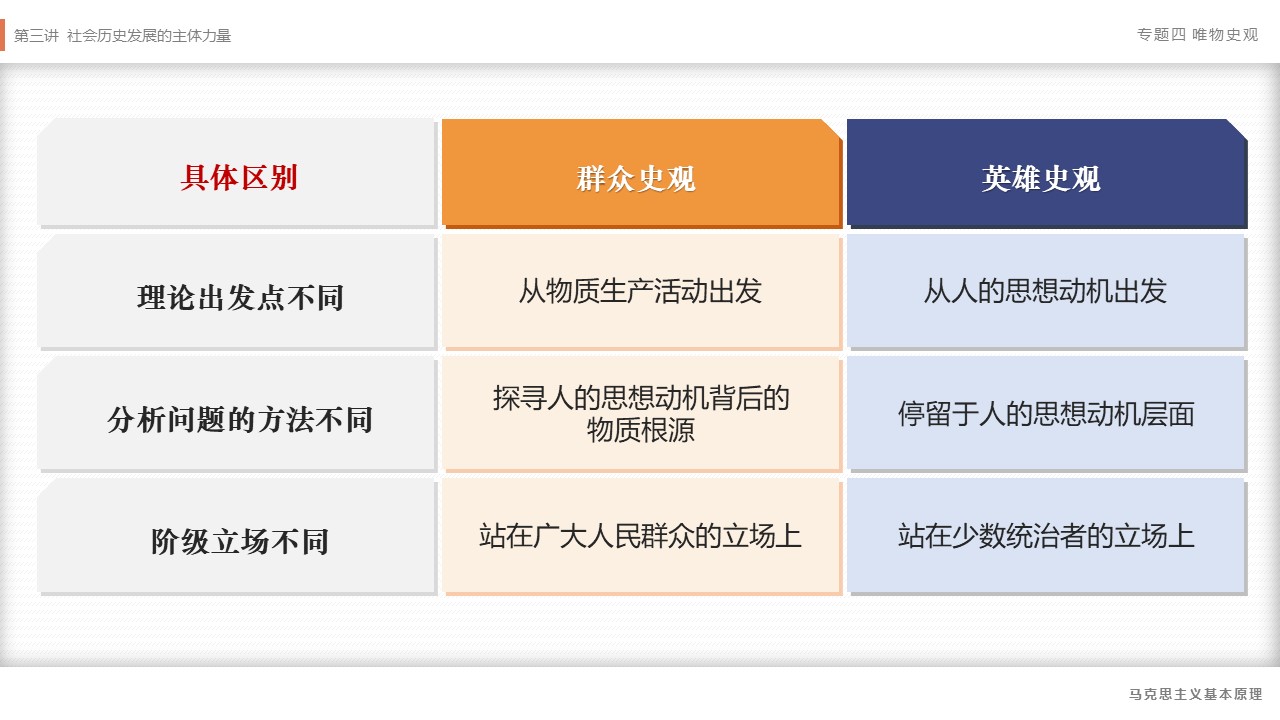 第三讲 社会历史发展的主体力量
专题四 唯物史观
具体区别
群众史观
英雄史观
理论出发点不同
从物质生产活动出发
从人的思想动机出发
分析问题的方法不同
探寻人的思想动机背后的
物质根源
停留于人的思想动机层面
阶级立场不同
站在广大人民群众的立场上
站在少数统治者的立场上
马克思主义基本原理